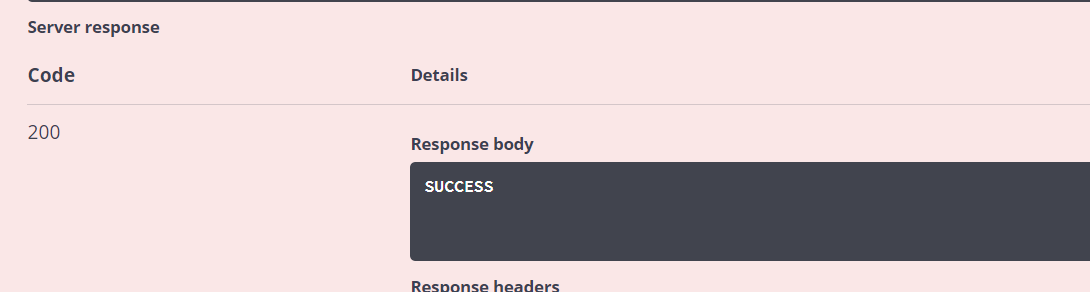 Server response
Code Details
200
Response body
SUCCESS
Response headers